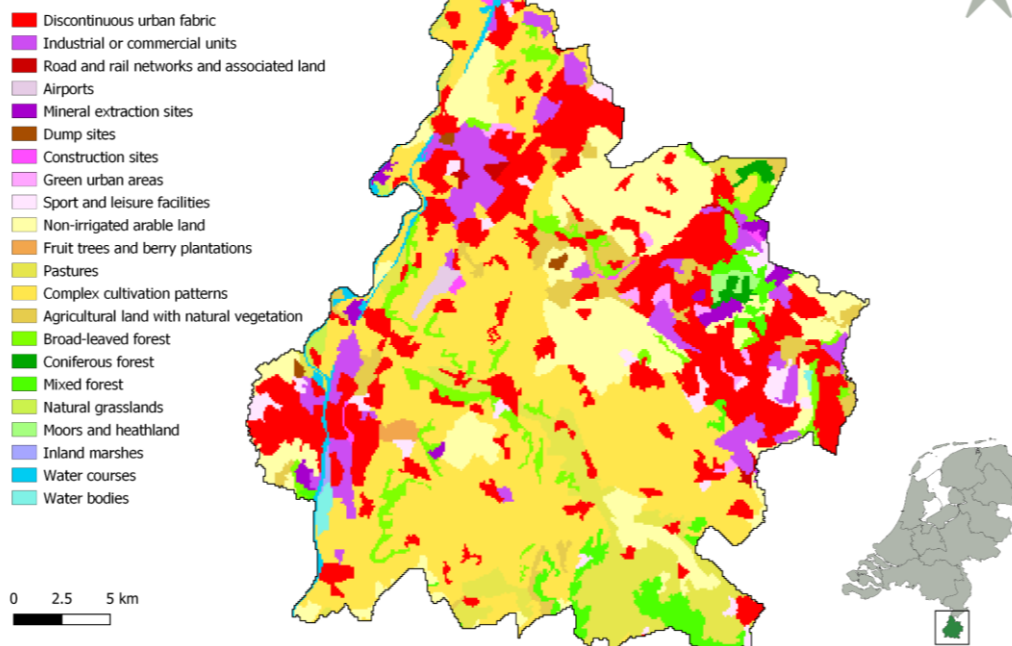 Discontinuous urban fabric
Industrial or commercial units
Road and rail networks and associated land
Airports
Mineral extraction sites
Dump sites
Construction sites
Green urban areas
Sport and leisure facilities
Non-irrigated arable land
Fruit trees and berry plantations
Pastures
Complex cultivation patterns
Agricultural land with natural vegetation
Broad-leaved forest
Coniferous forest
Mixed forest
Natural grasslands
Moors and heathland
Inland marshes
Water courses
Water bodies
0 2.5 5 km